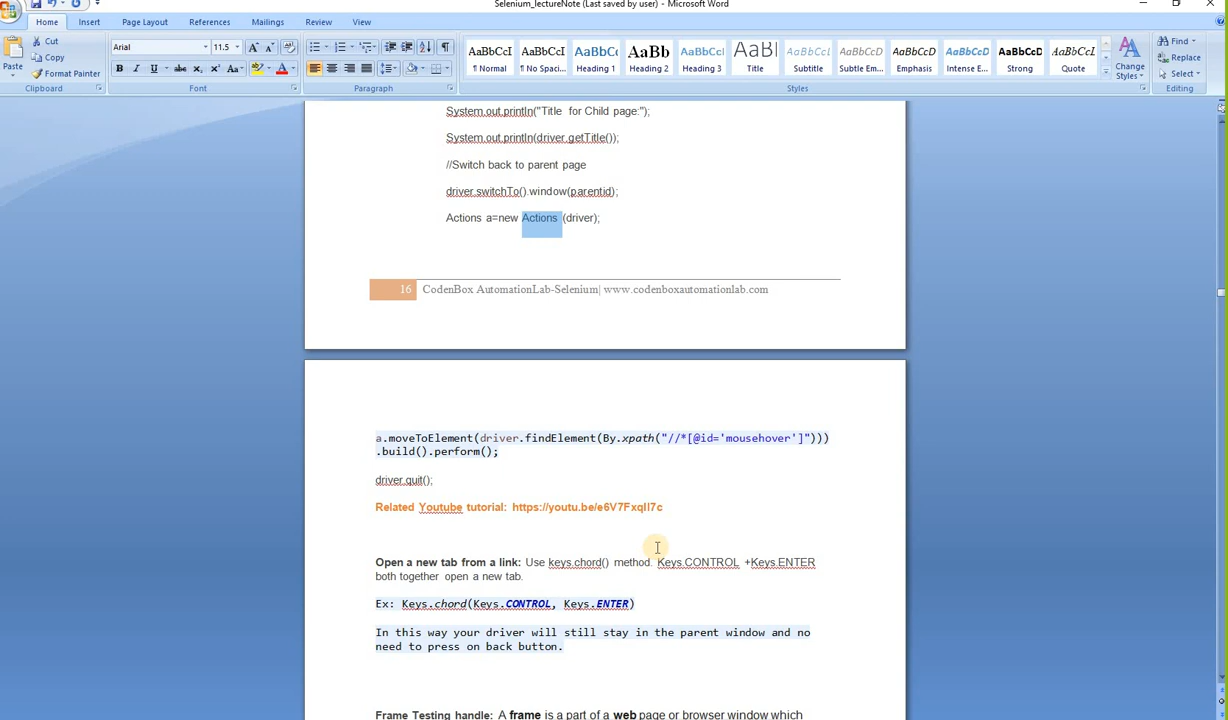 Selenium_lectureNote (Last saved by user) - Microsoft Word
Home Insert Page Layout References Mailings Review View
Paste
Cut
Copy
Format Painter
Clipboard
Arial 11.5
B I U abc x₂ x² Aa A
Font
Paragraph
AaBbCcI AaBbCcI AaBbCc AaBb AaBbCcI AaBl AaBbCcI AaBbCcD AaBbCcD AaBbCcD AaBbCcD AaBbCcI
¶ Normal ¶ No Spaci... Heading 1 Heading 2 Heading 3 Title Subtitle Subtle Em... Emphasis Intense E... Strong Quote
Styles
Change Styles
Find
Replace
Select
Editing
System.out.println("Title for Child page:");
System.out.println(driver.getTitle());
//Switch back to parent page
driver.switchTo().window(parentid);
Actions a=new Actions (driver);
16 CodenBox AutomationLab-Selenium| www.codenboxautomationlab.com
a.moveToElement(driver.findElement(By.xpath("//*[@id='mousehover']")))
.build().perform();
driver.quit();
Related Youtube tutorial: https://youtu.be/e6V7FxqII7c
Open a new tab from a link: Use keys.chord() method. Keys.CONTROL +Keys.ENTER
both together open a new tab.
Ex: Keys.chord(Keys.CONTROL, Keys.ENTER)
In this way your driver will still stay in the parent window and no
need to press on back button.
Frame Testing handle: A frame is a part of a web page or browser window which